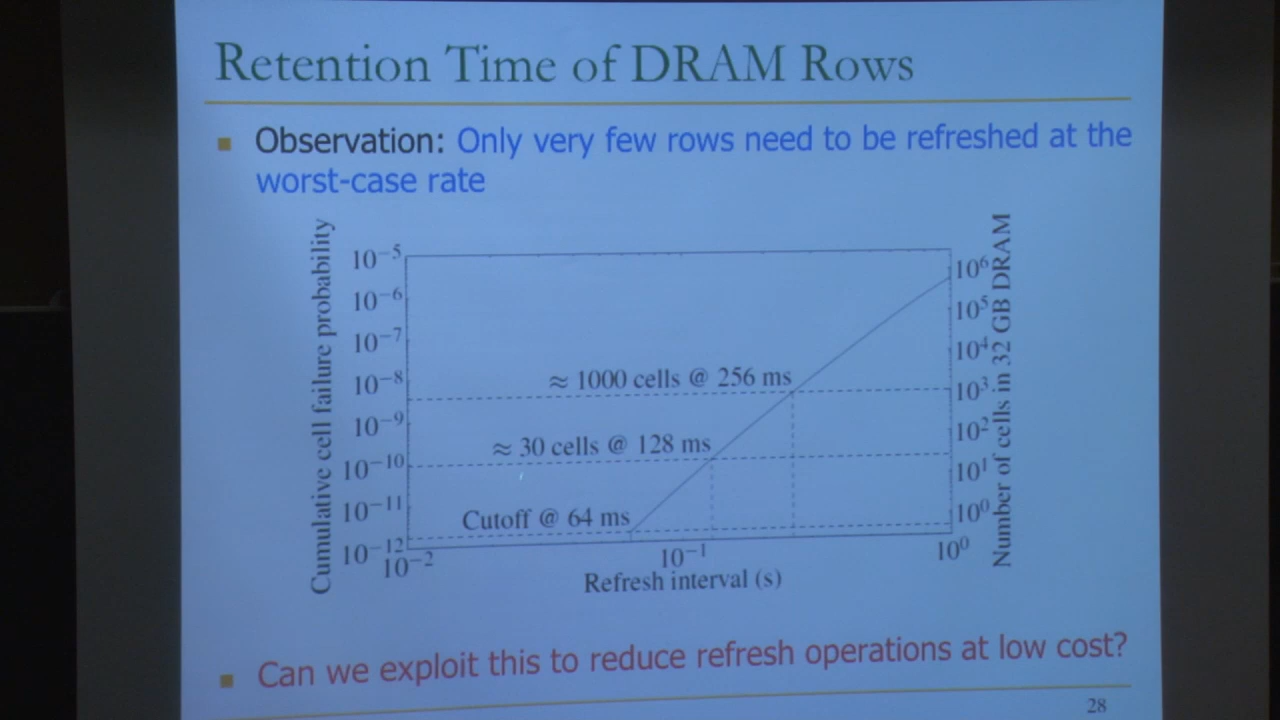 Retention Time of DRAM Rows
Observation: Only very few rows need to be refreshed at the
worst-case rate
Cumulative cell failure probability
10⁻⁵
10⁻⁶
10⁻⁷
10⁻⁸
10⁻⁹
10⁻¹⁰
10⁻¹¹
10⁻¹²
≈ 1000 cells @ 256 ms
≈ 30 cells @ 128 ms
Cutoff @ 64 ms
10⁶
10⁵
10⁴
10³
10²
10¹
10⁰
Number of cells in 32 GB DRAM
10⁻²
10⁻¹
10⁰
Refresh interval (s)
Can we exploit this to reduce refresh operations at low cost?
28